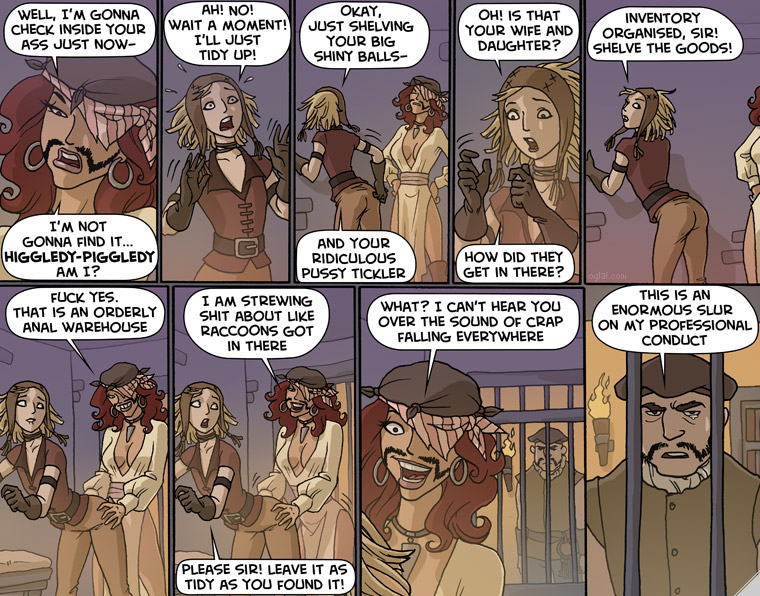 WELL, I'M GONNA
CHECK INSIDE YOUR
ASS JUST NOW–
I'M NOT
GONNA FIND IT...
HIGGLEDY-PIGGLEDY
AM I?
AH! NO!
WAIT A MOMENT!
I'LL JUST
TIDY UP!
OKAY,
JUST SHELVING
YOUR BIG
SHINY BALLS–
AND YOUR
RIDICULOUS
PUSSY TICKLER
OH! IS THAT
YOUR WIFE AND
DAUGHTER?
HOW DID THEY
GET IN THERE?
INVENTORY
ORGANISED, SIR!
SHELVE THE GOODS!
oglaf.com
FUCK YES.
THAT IS AN ORDERLY
ANAL WAREHOUSE
I AM STREWING
SHIT ABOUT LIKE
RACCOONS GOT
IN THERE
PLEASE SIR! LEAVE IT AS
TIDY AS YOU FOUND IT!
WHAT? I CAN'T HEAR YOU
OVER THE SOUND OF CRAP
FALLING EVERYWHERE
THIS IS AN
ENORMOUS SLUR
ON MY PROFESSIONAL
CONDUCT